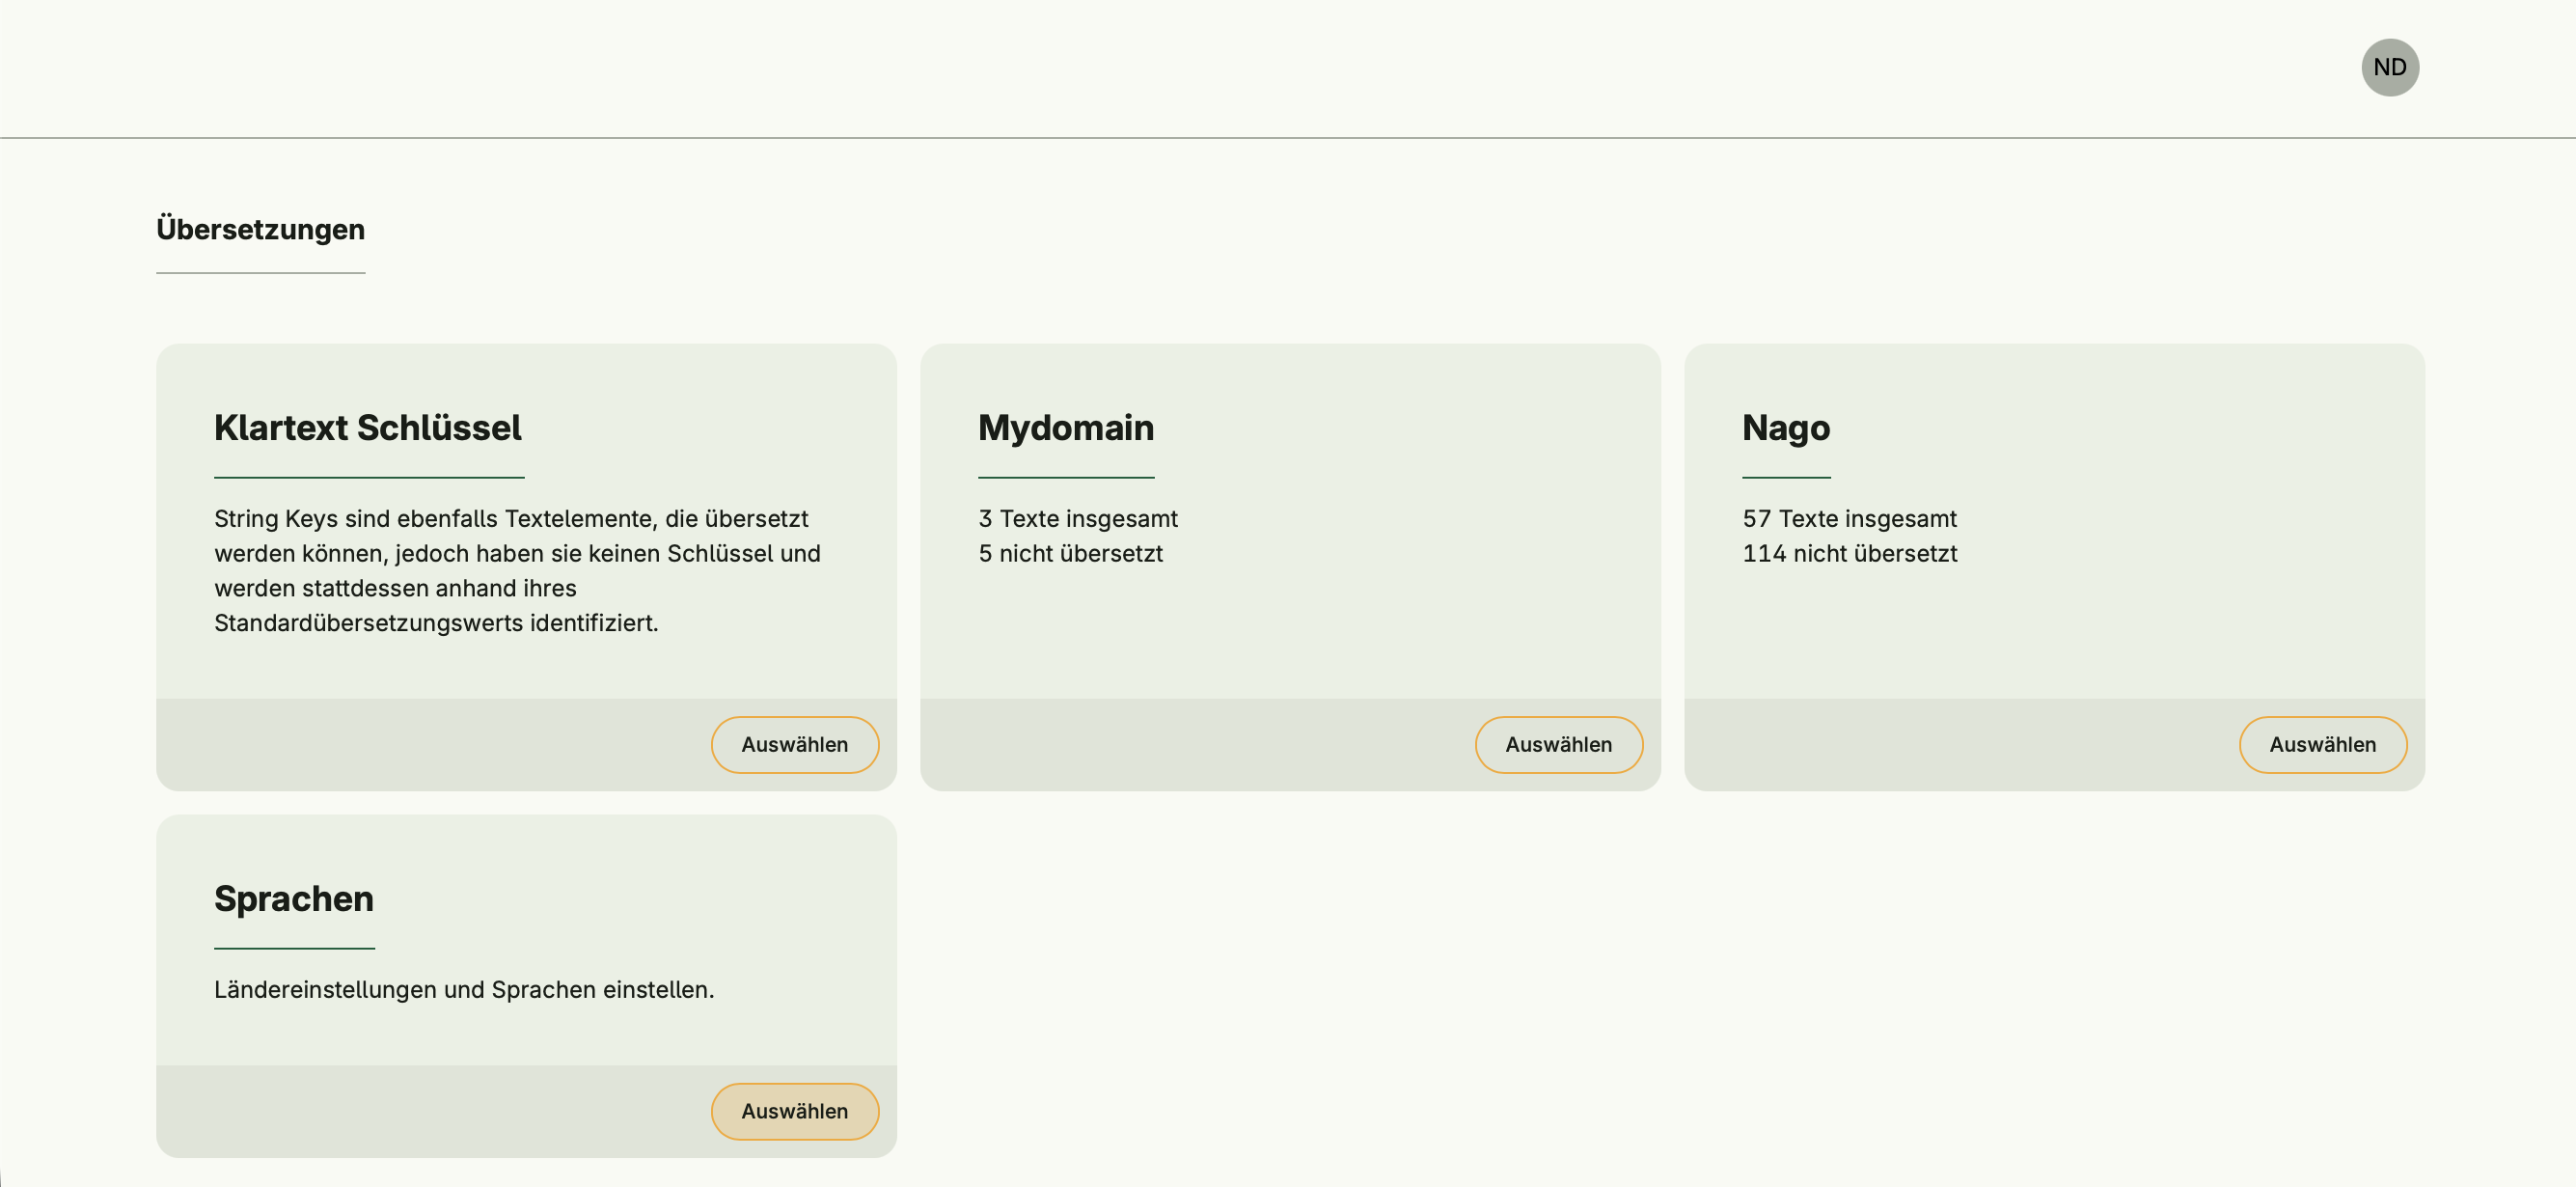 ND
Übersetzungen
Klartext Schlüssel
String Keys sind ebenfalls Textelemente, die übersetzt
werden können, jedoch haben sie keinen Schlüssel und
werden stattdessen anhand ihres
Standardübersetzungswerts identifiziert.
Auswählen
Mydomain
3 Texte insgesamt
5 nicht übersetzt
Auswählen
Nago
57 Texte insgesamt
114 nicht übersetzt
Auswählen
Sprachen
Ländereinstellungen und Sprachen einstellen.
Auswählen